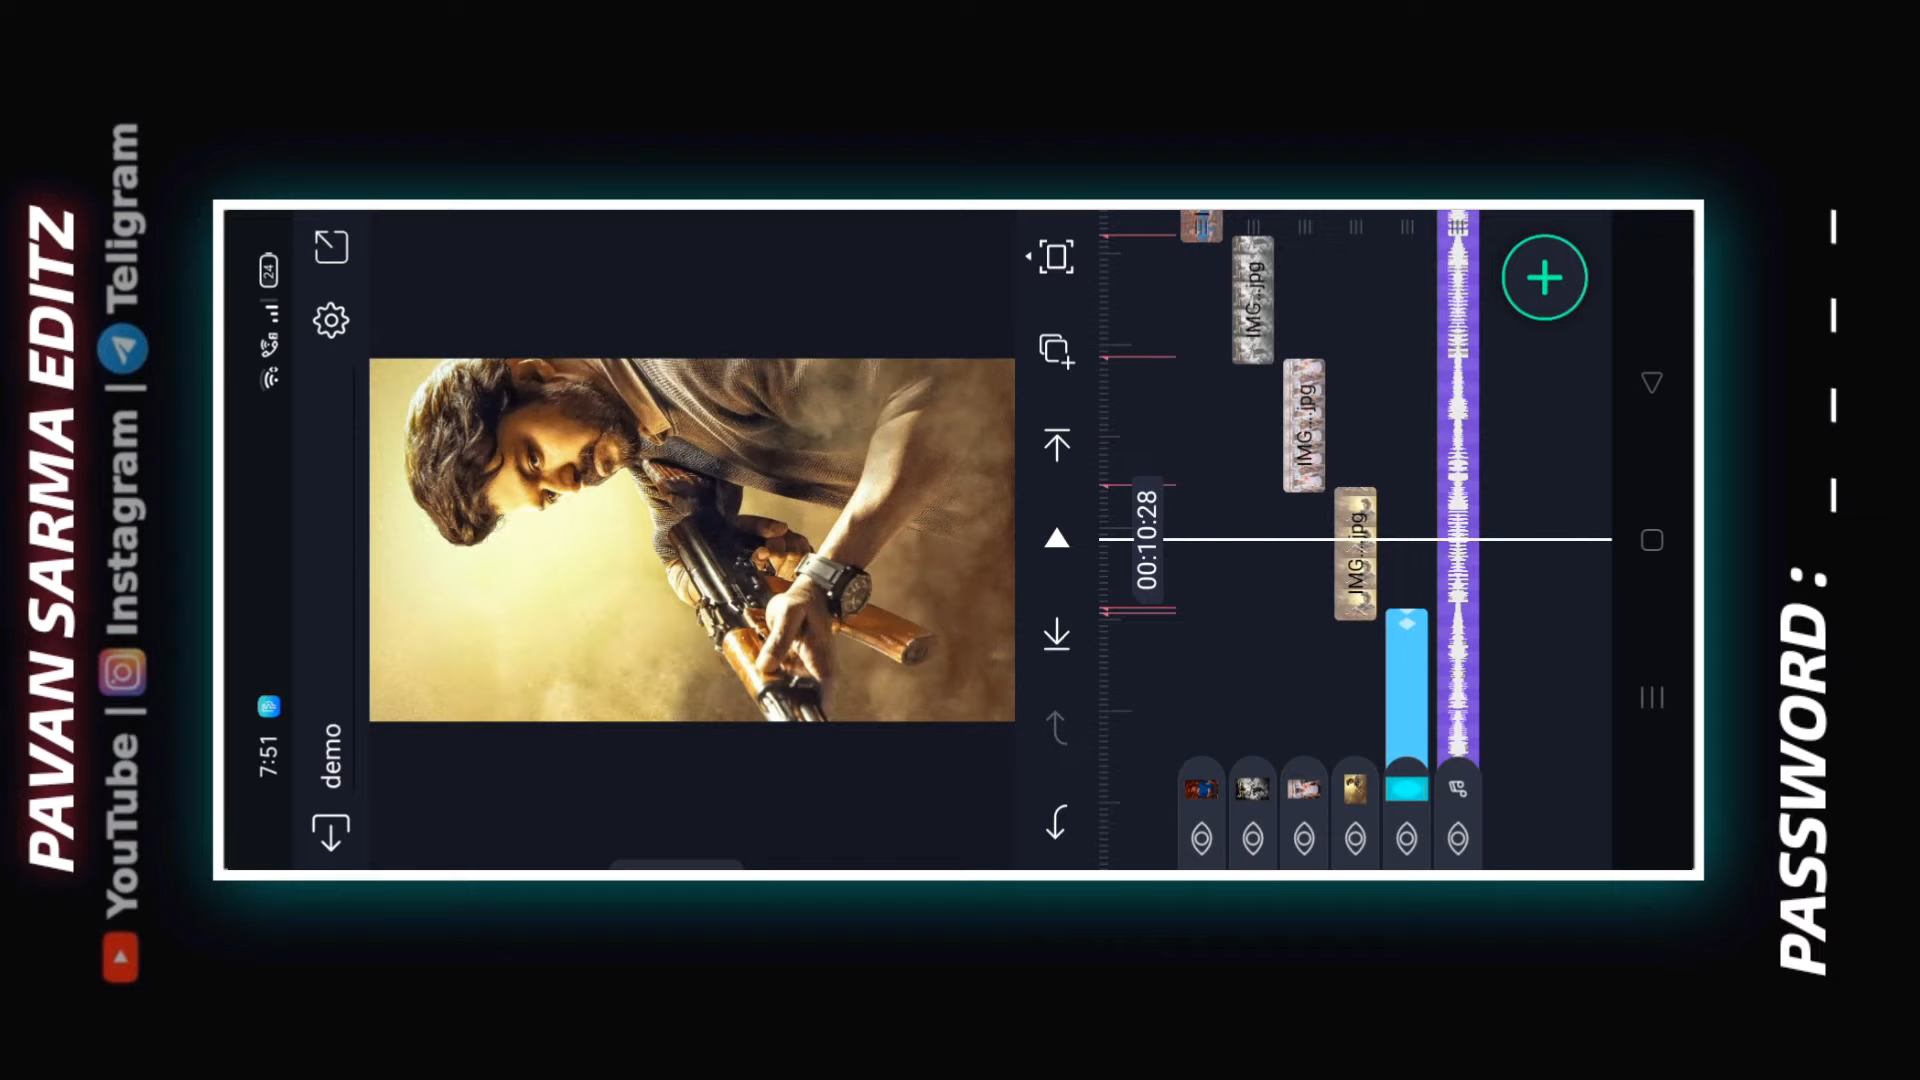 PAVAN SARMA EDITZ
YouTube | Instagram | Teligram
7:51
24
demo
00:10:28
IMG...jpg
IMG...jpg
IMG...jpg
PASSWORD : _ _ _ _